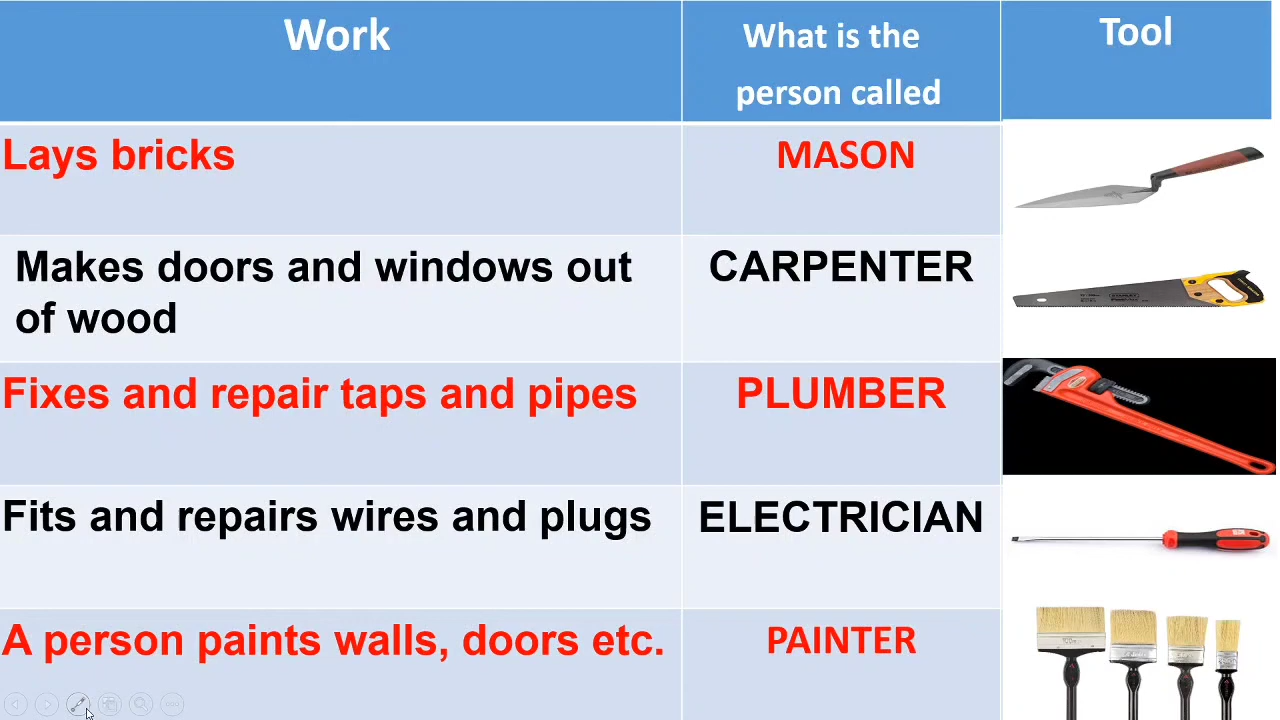 Work
What is the
person called
Tool
Lays bricks
MASON
Makes doors and windows out
of wood
CARPENTER
Fixes and repair taps and pipes
PLUMBER
Fits and repairs wires and plugs
ELECTRICIAN
A person paints walls, doors etc.
PAINTER